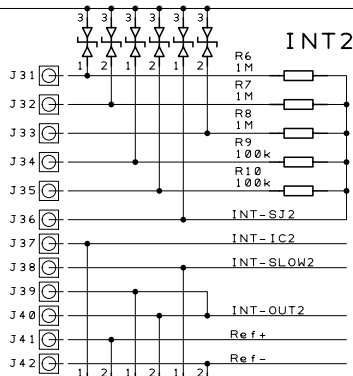 3 3 3 3 3 3
INT2
1 2 1 2 1 2
R6
J31 1M
R7
J32 1M
R8
J33 1M
R9
J34 100k
R10
J35 100k
J36 INT-SJ2
J37 INT-IC2
J38 INT-SLOW2
J39
J40 INT-OUT2
J41 Ref+
J42 Ref-
1 2 1 2 1 2